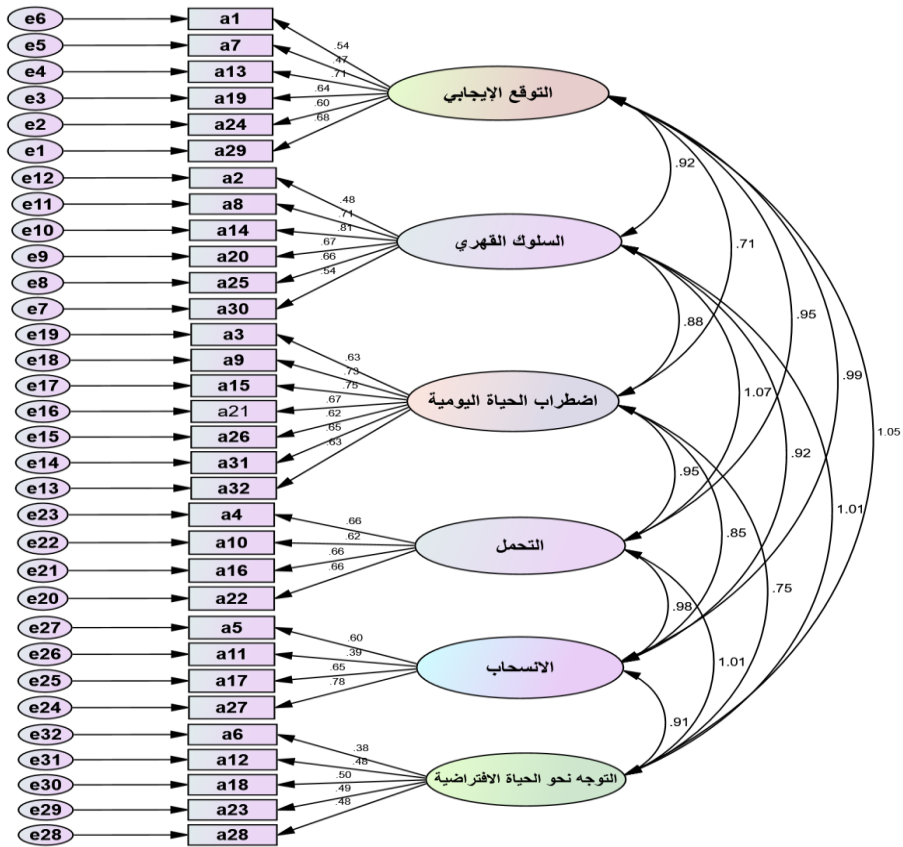 e6 a1
e5 a7
e4 a13
e3 a19
e2 a24
e1 a29
.54
.47
.71
.64
.60
.68
التوقع الإيجابي
e12 a2
e11 a8
e10 a14
e9 a20
e8 a25
e7 a30
.48
.71
.81
.67
.66
.54
السلوك القهري
e19 a3
e18 a9
e17 a15
e16 a21
e15 a26
e14 a31
e13 a32
.63
.73
.75
.67
.62
.65
.63
اضطراب الحياة اليومية
e23 a4
e22 a10
e21 a16
e20 a22
.66
.62
.66
.66
التحمل
e27 a5
e26 a11
e25 a17
e24 a27
.60
.39
.65
.78
الانسحاب
e32 a6
e31 a12
e30 a18
e29 a23
e28 a28
.38
.48
.50
.49
.48
التوجه نحو الحياة الافتراضية
.92
.71
.95
.99
1.05
.88
1.07
.92
1.01
.95
.85
.75
.98
1.01
.91